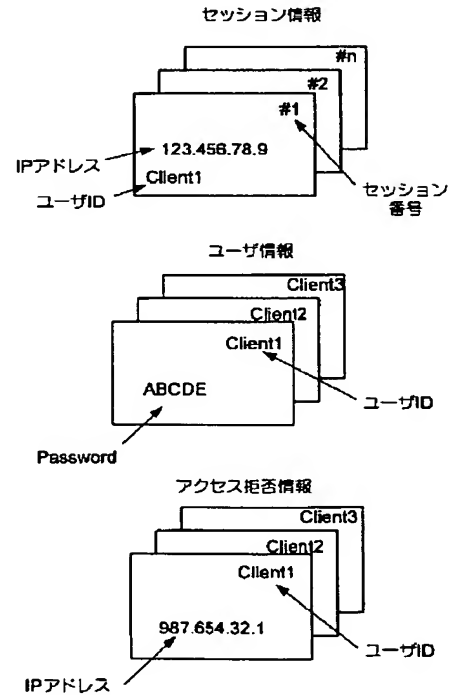 セッション情報
#n
#2
#1
123.456.78.9
IPアドレス
Client1
ユーザID
セッション
番号
ユーザ情報
Client3
Client2
Client1
ABCDE
ユーザID
Password
アクセス拒否情報
Client3
Client2
Client1
987.654.32.1
ユーザID
IPアドレス